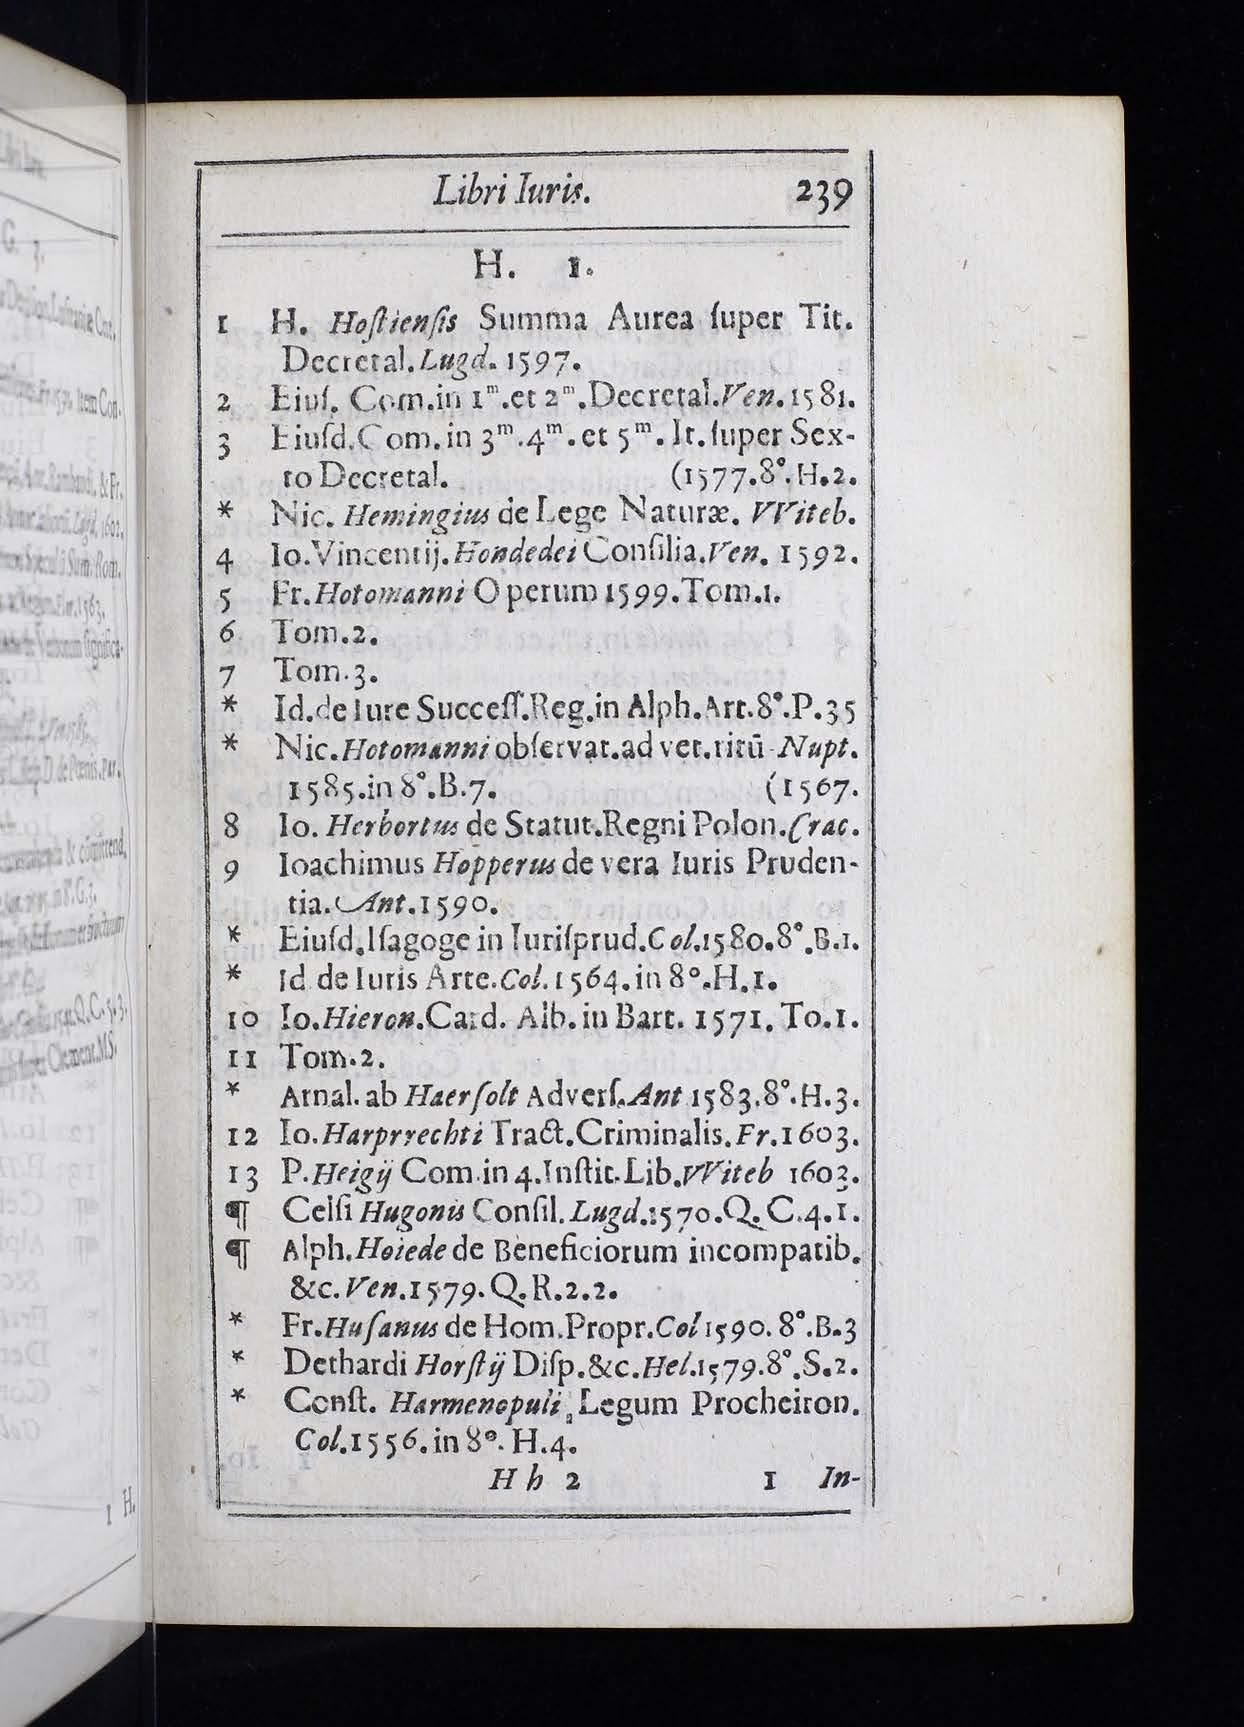 Libri Iuris. 239
H. 1.
1 H. Hoſtienſis Summa Aurea ſuper Tit.
Decretal. Lugd. 1597.
2 Eiuſ. Com. in 1ᵐ. et 2ᵐ. Decretal. Ven. 1581.
3 Eiuſd. Com. in 3ᵐ. 4ᵐ. et 5ᵐ. It. ſuper Sex-
to Decretal. (1577. 8°. H. 2.
* Nic. Hemingius de Lege Naturæ. VViteb.
4 Io. Vincentij. Hondedei Conſilia. Ven. 1592.
5 Fr. Hotomanni Operum 1599. Tom. 1.
6 Tom. 2.
7 Tom. 3.
* Id. de Iure Succeſſ. Reg. in Alph. Art. 8°. P. 35
* Nic. Hotomanni obſervat. ad vet. ritū Nupt.
1585. in 8°. B. 7. (1567.
8 Io. Herbortus de Statut. Regni Polon. Crac.
9 Ioachimus Hopperus de vera Iuris Pruden-
tia. Ant. 1590.
* Eiuſd. Iſagoge in Iuriſprud. Col. 1580. 8°. B. 1.
* Id de Iuris Arte. Col. 1564. in 8°. H. 1.
10 Io. Hieron. Card. Alb. in Bart. 1571. To. 1.
11 Tom. 2.
* Arnal. ab Haerſolt Adverſ. Ant 1583. 8°. H. 3.
12 Io. Harprrechti Tract. Criminalis. Fr. 1603.
13 P. Heigij Com. in 4. Inſtit. Lib. VViteb 1603.
¶ Celſi Hugonis Conſil. Lugd. 1570. Q. C. 4. 1.
¶ Alph. Hoiede de Beneficiorum incompatib.
&c. Ven. 1579. Q. R. 2. 2.
* Fr. Huſanus de Hom. Propr. Col 1590. 8°. B. 3
* Dethardi Horſtij Diſp. &c. Hel. 1579. 8°. S. 2.
* Conſt. Harmenopuli, Legum Procheiron.
Col. 1556. in 8°. H. 4.
H h 2 1 In-